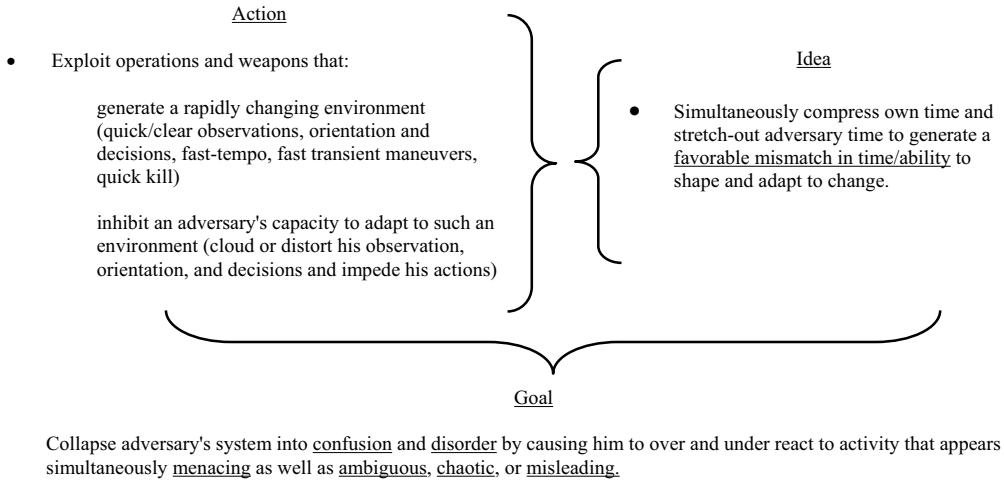 Action
• Exploit operations and weapons that:
generate a rapidly changing environment
(quick/clear observations, orientation and
decisions, fast-tempo, fast transient maneuvers,
quick kill)
inhibit an adversary's capacity to adapt to such an
environment (cloud or distort his observation,
orientation, and decisions and impede his actions)
Idea
• Simultaneously compress own time and
stretch-out adversary time to generate a
favorable mismatch in time/ability to
shape and adapt to change.
Goal
Collapse adversary's system into confusion and disorder by causing him to over and under react to activity that appears
simultaneously menacing as well as ambiguous, chaotic, or misleading.